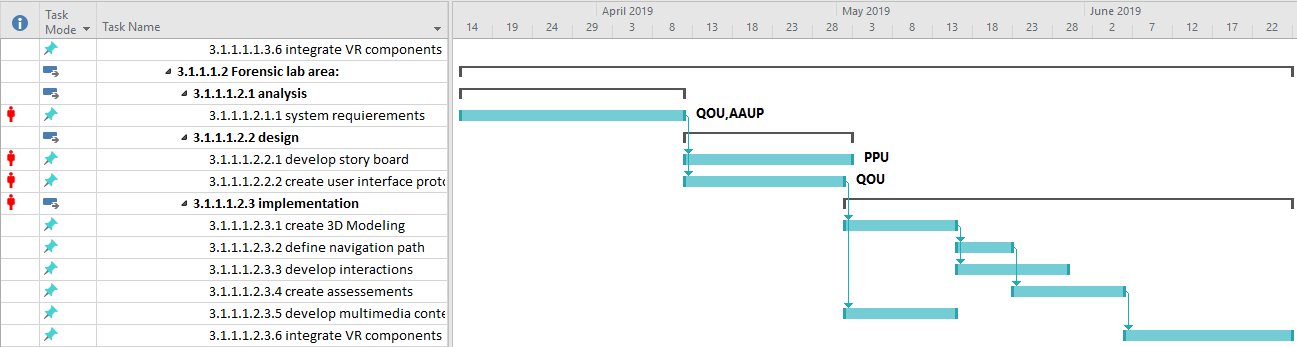 Task Mode Task Name April 2019 May 2019 June 2019
14 19 24 29 3 8 13 18 23 28 3 8 13 18 23 28 2 7 12 17 22
3.1.1.1.1.3.6 integrate VR components
3.1.1.1.2 Forensic lab area:
3.1.1.1.2.1 analysis
3.1.1.1.2.1.1 system requierements QOU,AAUP
3.1.1.1.2.2 design
3.1.1.1.2.2.1 develop story board PPU
3.1.1.1.2.2.2 create user interface proto QOU
3.1.1.1.2.3 implementation
3.1.1.1.2.3.1 create 3D Modeling
3.1.1.1.2.3.2 define navigation path
3.1.1.1.2.3.3 develop interactions
3.1.1.1.2.3.4 create assessements
3.1.1.1.2.3.5 develop multimedia conte
3.1.1.1.2.3.6 integrate VR components